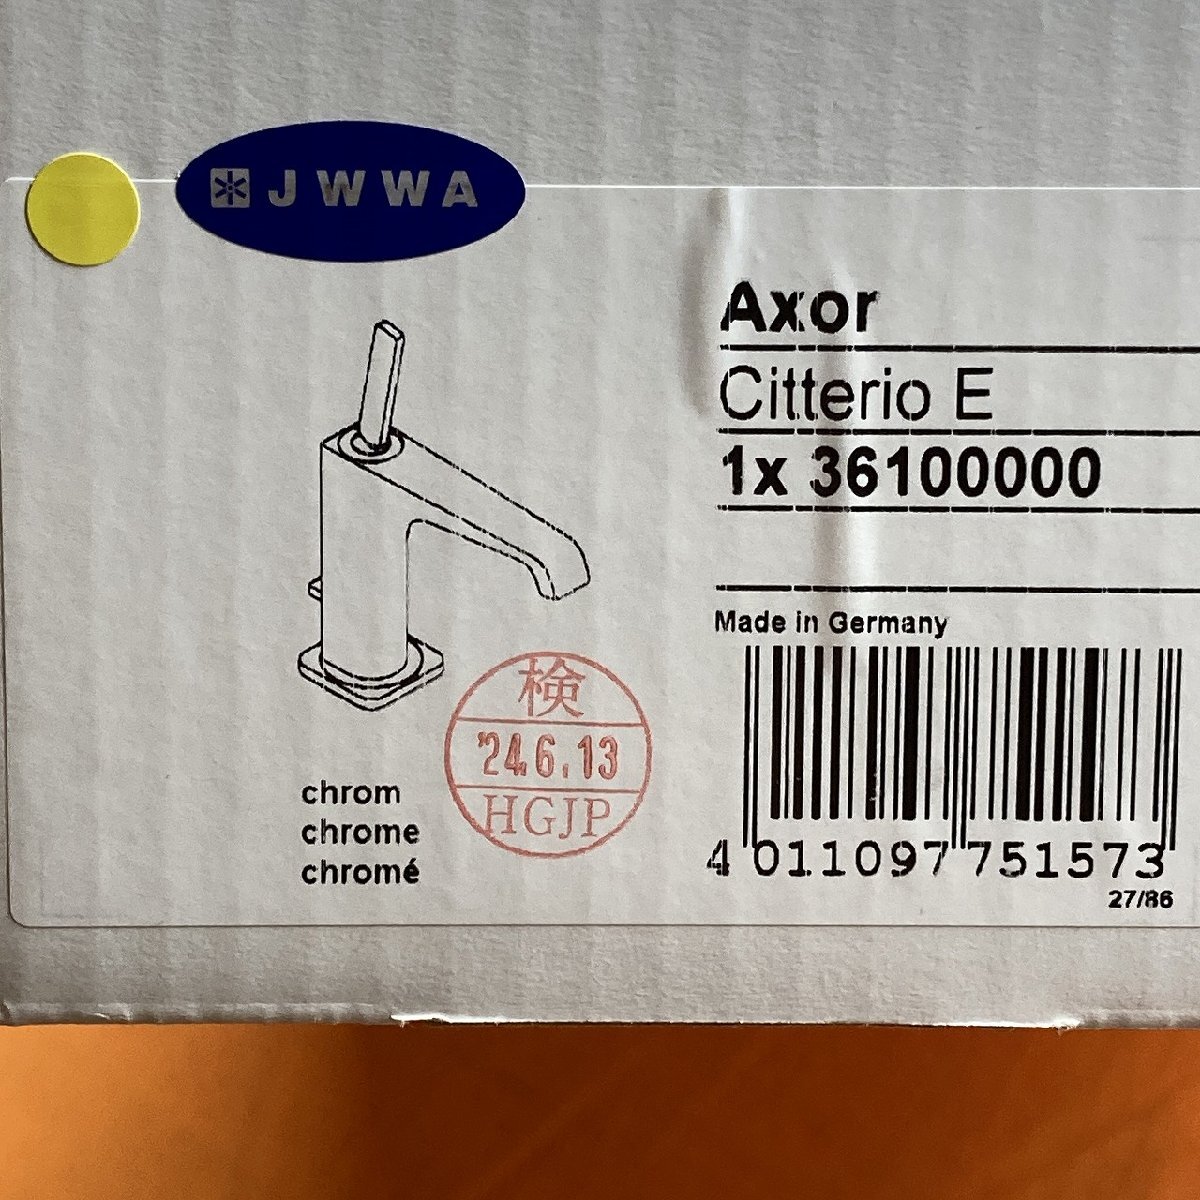 JWWA
Axor
Citterio E
1x 36100000
Made in Germany
検
'24.6.13
HGJP
chrom
chrome
chromé
4 011097 751573
27/86